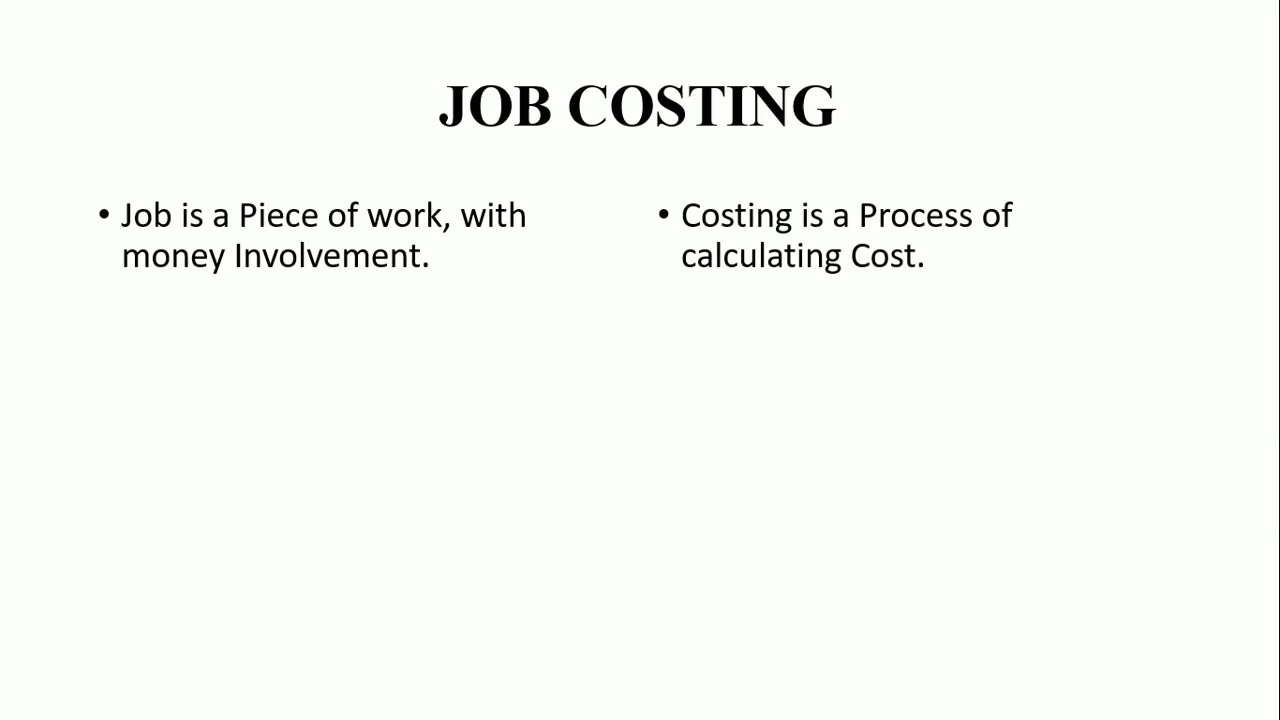 JOB COSTING
• Job is a Piece of work, with
money Involvement.
• Costing is a Process of
calculating Cost.